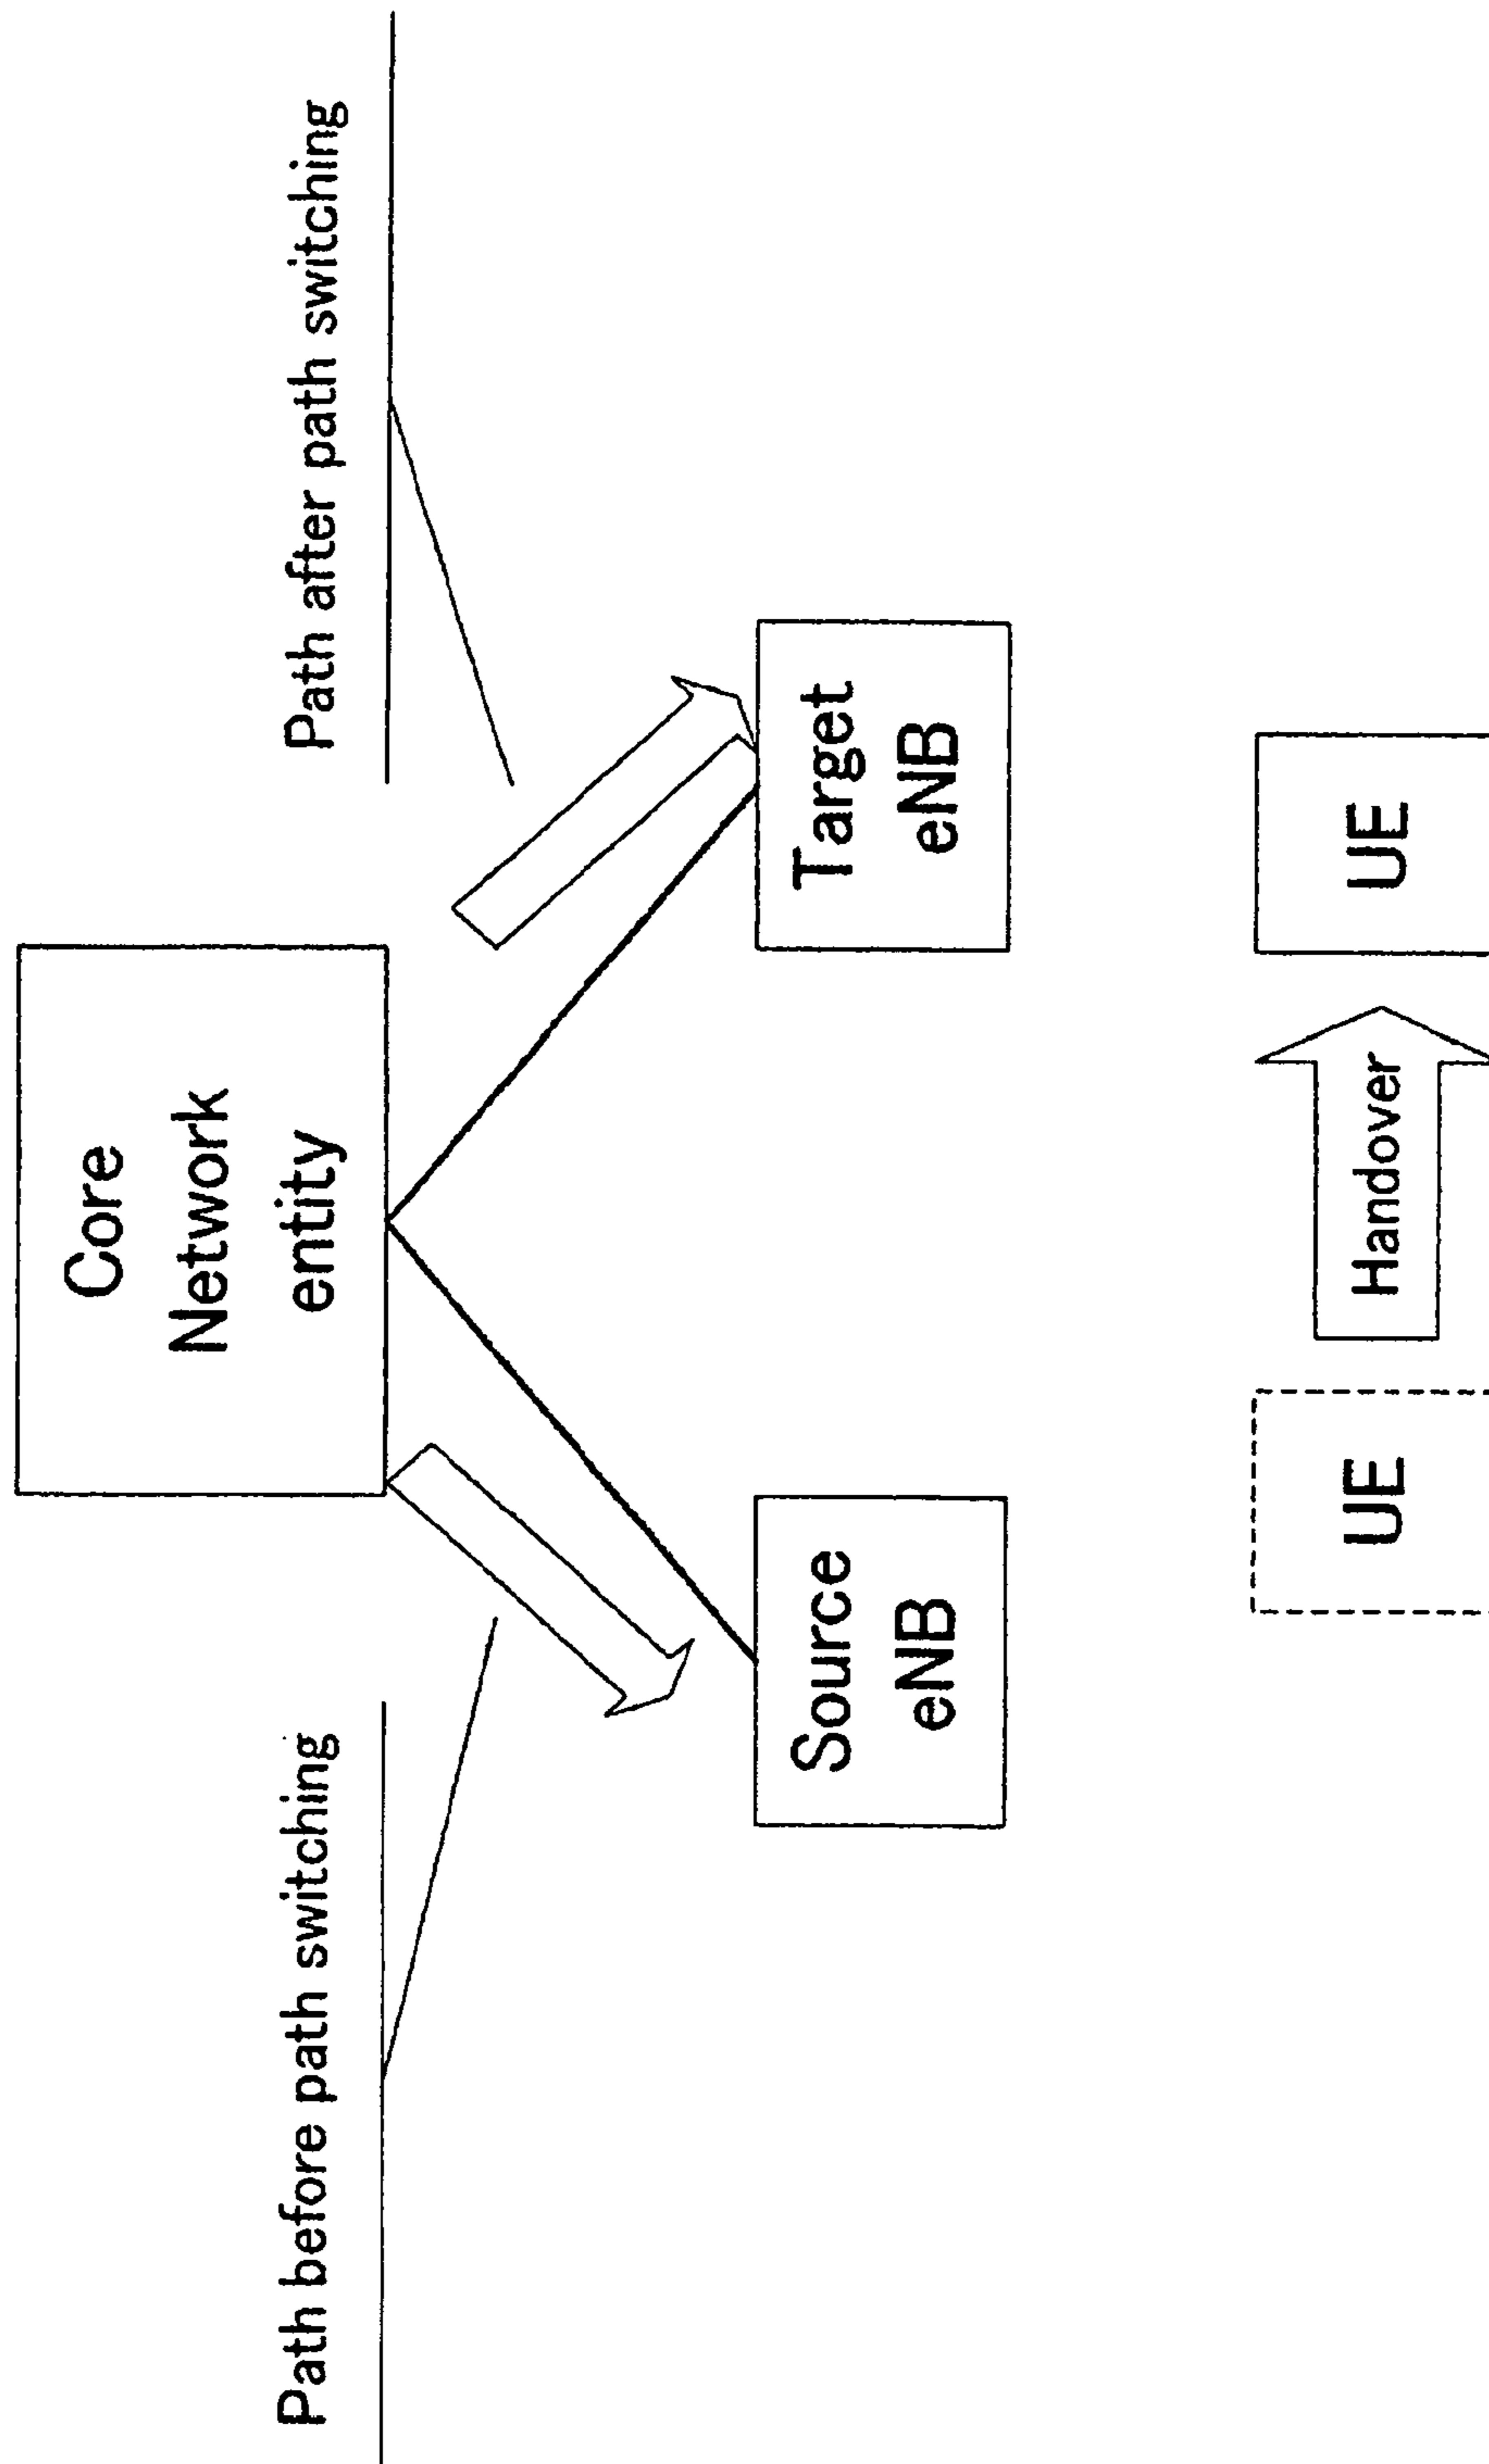 Core
Network
entity
Path before path switching
Path after path switching
Source
eNB
Target
eNB
UE
Handover
UE